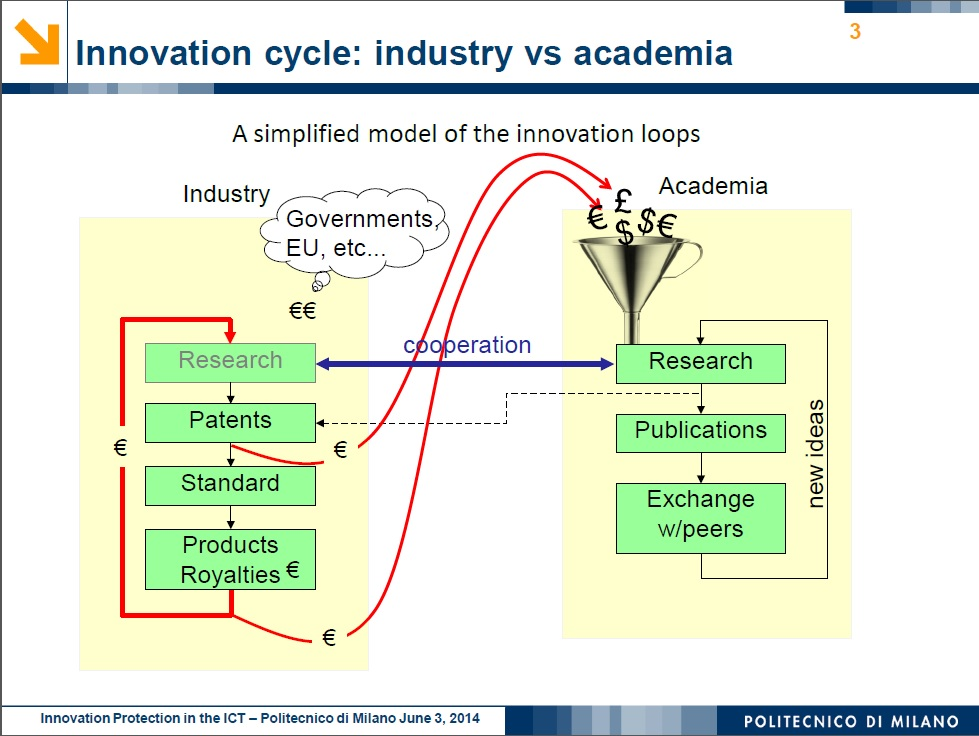 3
Innovation cycle: industry vs academia
A simplified model of the innovation loops
Industry
Governments,
EU, etc...
€€
Research
Patents
€
€
Standard
Products
Royalties €
€
cooperation
Academia
£
€ $ €
$
Research
Publications
Exchange
w/peers
new ideas
Innovation Protection in the ICT – Politecnico di Milano June 3, 2014
POLITECNICO DI MILANO